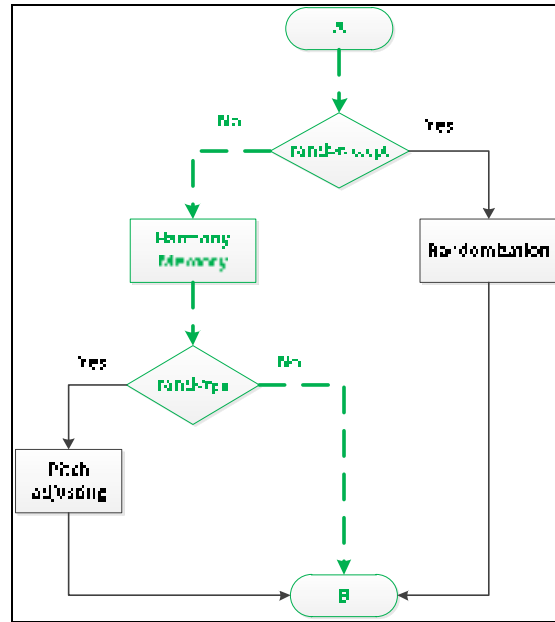 A
No
Yes
Harmony
Memory
Randomization
Yes
No
Pitch
adjusting
B